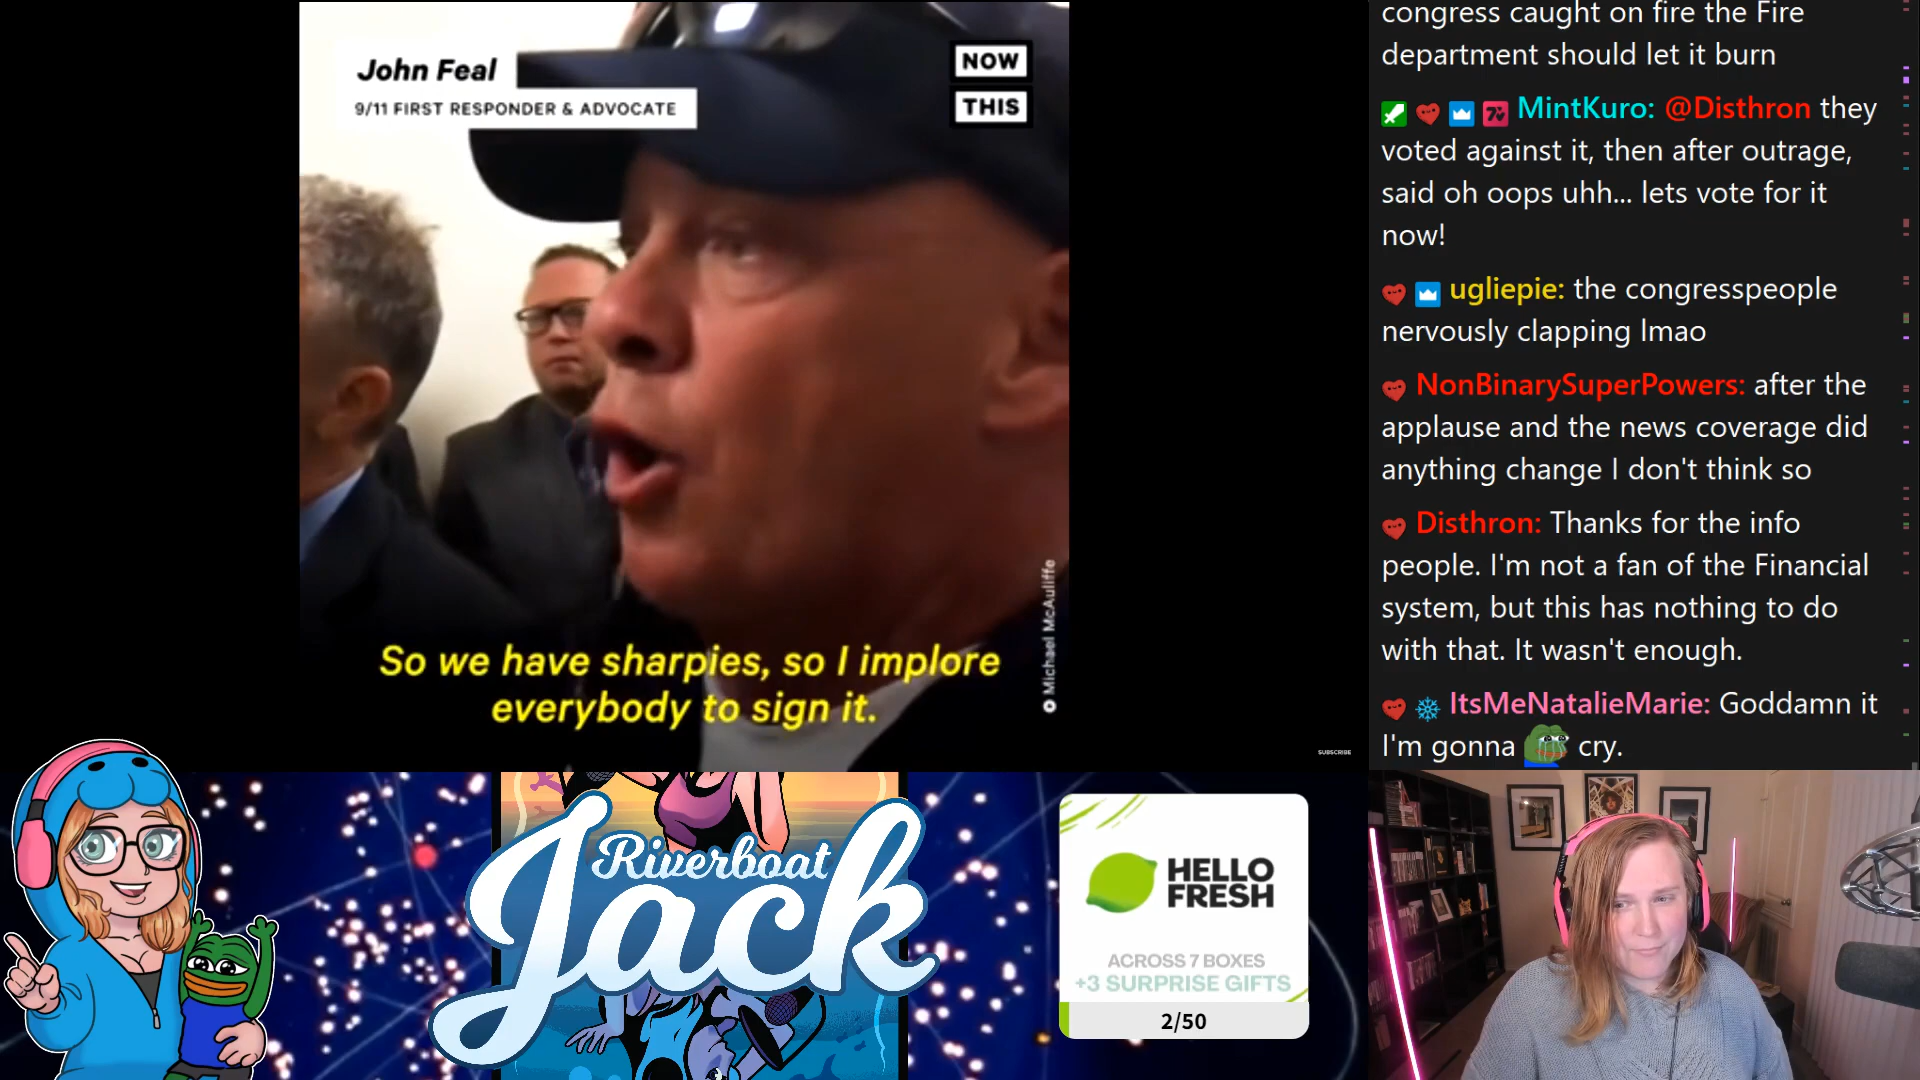 John Feal
9/11 FIRST RESPONDER & ADVOCATE
NOW
THIS
So we have sharpies, so I implore
everybody to sign it.
© Michael McAuliffe
SUBSCRIBE
congress caught on fire the Fire
department should let it burn
MintKuro: @Disthron they
voted against it, then after outrage,
said oh oops uhh... lets vote for it
now!
ugliepie: the congresspeople
nervously clapping lmao
NonBinarySuperPowers: after the
applause and the news coverage did
anything change I don't think so
Disthron: Thanks for the info
people. I'm not a fan of the Financial
system, but this has nothing to do
with that. It wasn't enough.
ItsMeNatalieMarie: Goddamn it
I'm gonna cry.
Riverboat
Jack
HELLO
FRESH
ACROSS 7 BOXES
+3 SURPRISE GIFTS
2/50